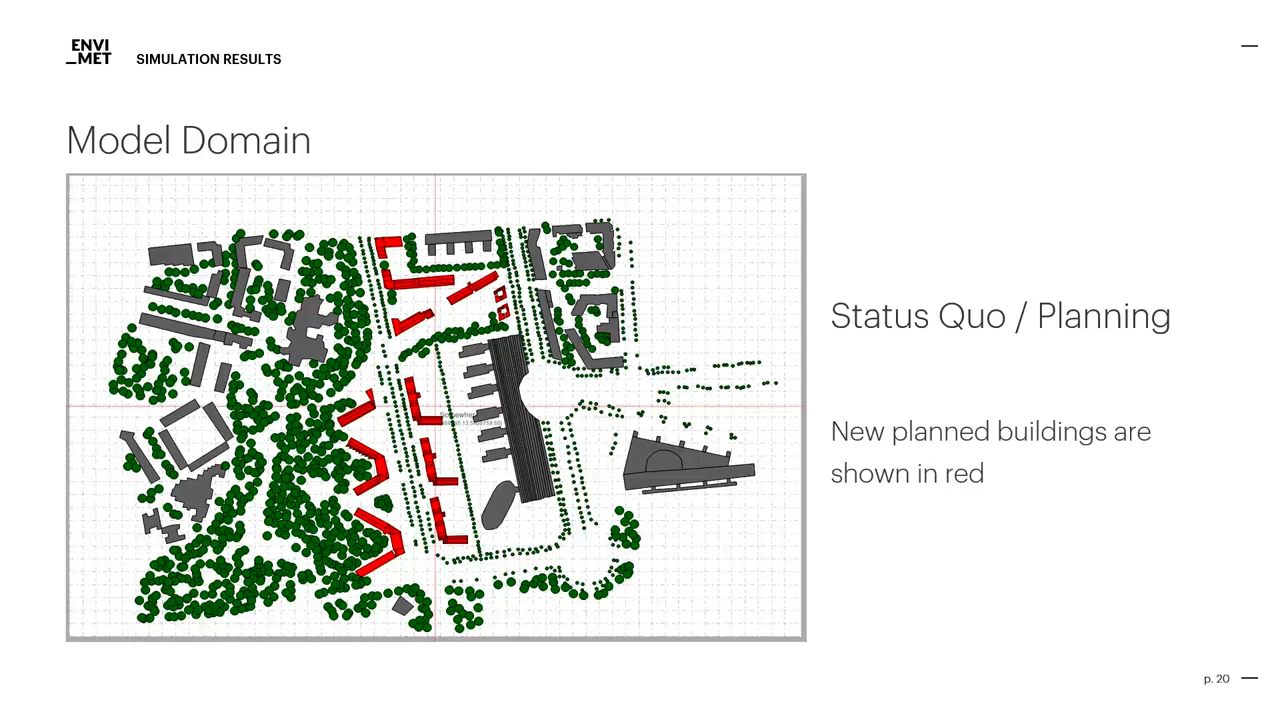 ENVI
_MET
SIMULATION RESULTS
Model Domain
Status Quo / Planning
New planned buildings are
shown in red
p. 20